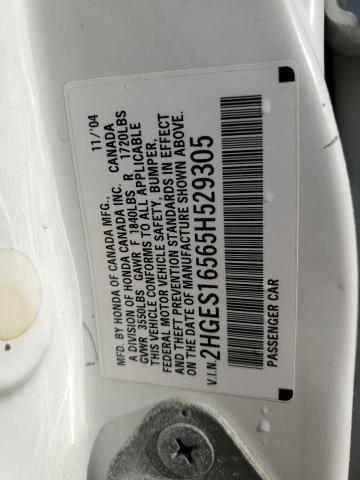 MFD. BY HONDA OF CANADA MFG., 11/'04
A DIVISION OF HONDA CANADA INC. CANADA
GVWR 3550LBS GAWR F 1840LBS R 1720LBS
THIS VEHICLE CONFORMS TO ALL APPLICABLE
FEDERAL MOTOR VEHICLE SAFETY, BUMPER,
AND THEFT PREVENTION STANDARDS IN EFFECT
ON THE DATE OF MANUFACTURE SHOWN ABOVE.
V.I.N. 2HGES16565H529305
PASSENGER CAR